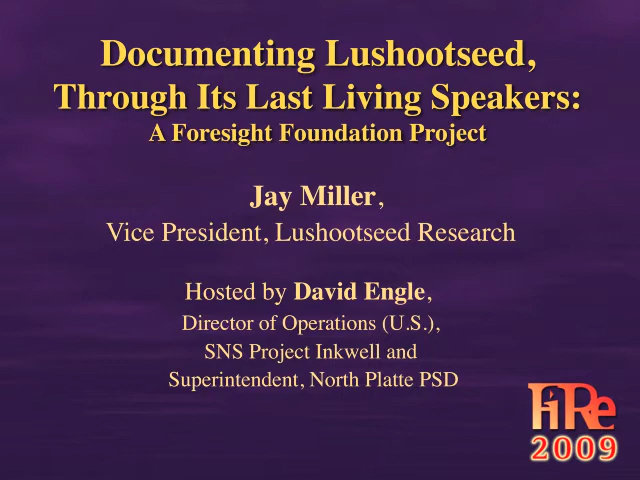 Documenting Lushootseed,
Through Its Last Living Speakers:
A Foresight Foundation Project
Jay Miller,
Vice President, Lushootseed Research
Hosted by David Engle,
Director of Operations (U.S.),
SNS Project Inkwell and
Superintendent, North Platte PSD
FiRe
2009